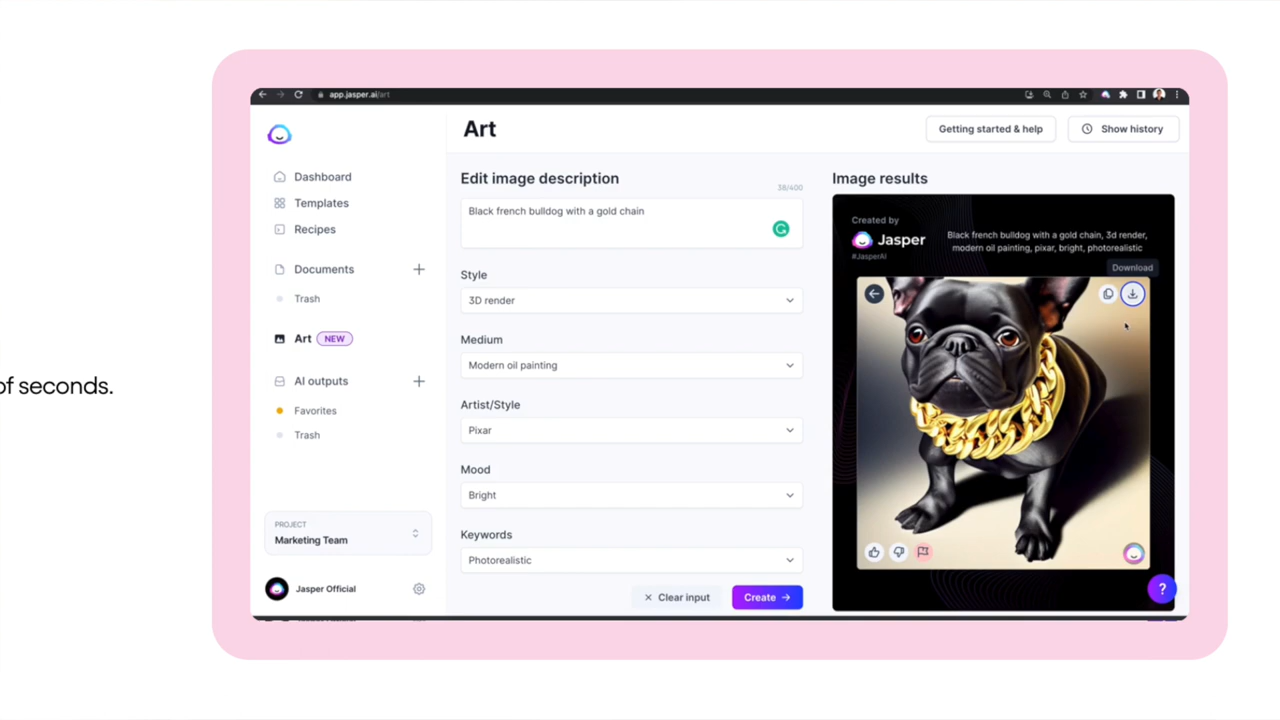 of seconds.
app.jasper.ai/art
Art
Getting started & help
Show history
Dashboard
Templates
Recipes
Documents
Trash
Art NEW
AI outputs
Favorites
Trash
PROJECT
Marketing Team
Jasper Official
Edit image description
38/400
Black french bulldog with a gold chain
Style
3D render
Medium
Modern oil painting
Artist/Style
Pixar
Mood
Bright
Keywords
Photorealistic
Clear input
Create
Image results
Created by
Jasper
#JasperAI
Black french bulldog with a gold chain, 3d render,
modern oil painting, pixar, bright, photorealistic
Download
?